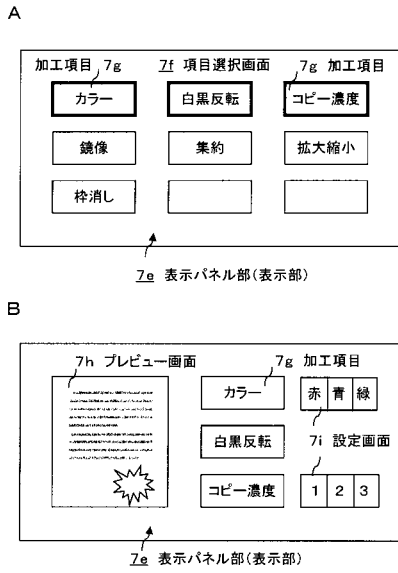 A
加工項目 7g 7f 項目選択画面 7g 加工項目
カラー 白黒反転 コピー濃度
鏡像 集約 拡大縮小
枠消し
7e 表示パネル部(表示部)
B
7h プレビュー画面 7g 加工項目
カラー 赤 青 緑
白黒反転 7i 設定画面
コピー濃度 1 2 3
7e 表示パネル部(表示部)